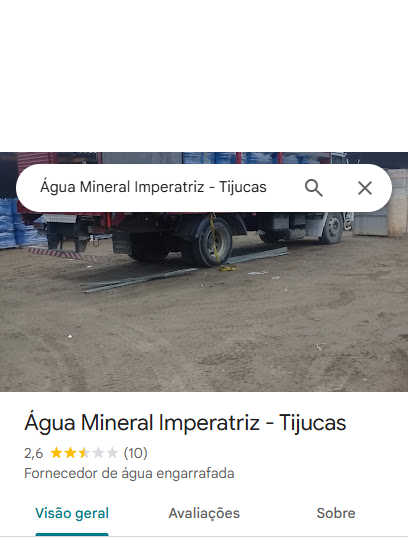 Água Mineral Imperatriz - Tijucas
Água Mineral Imperatriz - Tijucas
2,6 (10)
Fornecedor de água engarrafada
Visão geral Avaliações Sobre